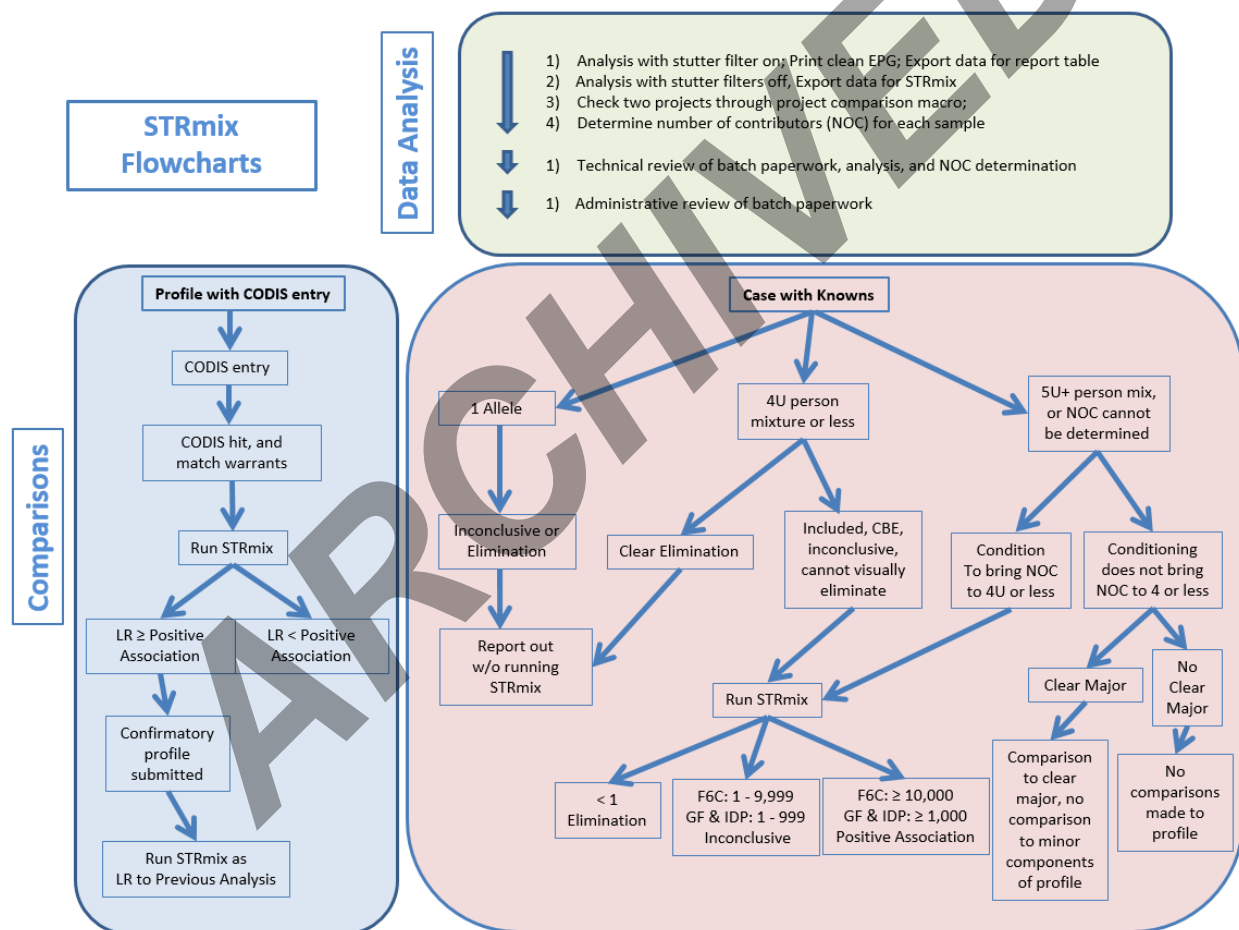 STRmix
Flowcharts
Data Analysis
1) Analysis with stutter filter on; Print clean EPG; Export data for report table
2) Analysis with stutter filters off, Export data for STRmix
3) Check two projects through project comparison macro;
4) Determine number of contributors (NOC) for each sample
1) Technical review of batch paperwork, analysis, and NOC determination
1) Administrative review of batch paperwork
ARCHIVED
Comparisons
Profile with CODIS entry
CODIS entry
CODIS hit, and
match warrants
Run STRmix
LR ≥ Positive
Association
LR < Positive
Association
Confirmatory
profile
submitted
Run STRmix as
LR to Previous Analysis
Case with Knowns
1 Allele
Inconclusive or
Elimination
Report out
w/o running
STRmix
4U person
mixture or less
Clear Elimination
Included, CBE,
inconclusive,
cannot visually
eliminate
5U+ person mix,
or NOC cannot
be determined
Condition
To bring NOC
to 4U or less
Conditioning
does not bring
NOC to 4 or less
Run STRmix
< 1
Elimination
F6C: 1 - 9,999
GF & IDP: 1 - 999
Inconclusive
F6C: ≥ 10,000
GF & IDP: ≥ 1,000
Positive Association
Clear Major
No
Clear
Major
Comparison
to clear
major, no
comparison
to minor
components
of profile
No
comparisons
made to
profile